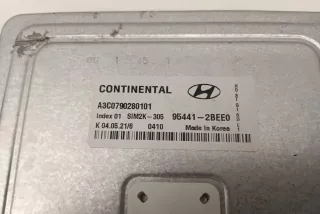 CONTINENTAL
A3C0790280101
Index 01 SIM2K-305 95441-2BEE0
K 04.05.21/6 0410 Made in Korea